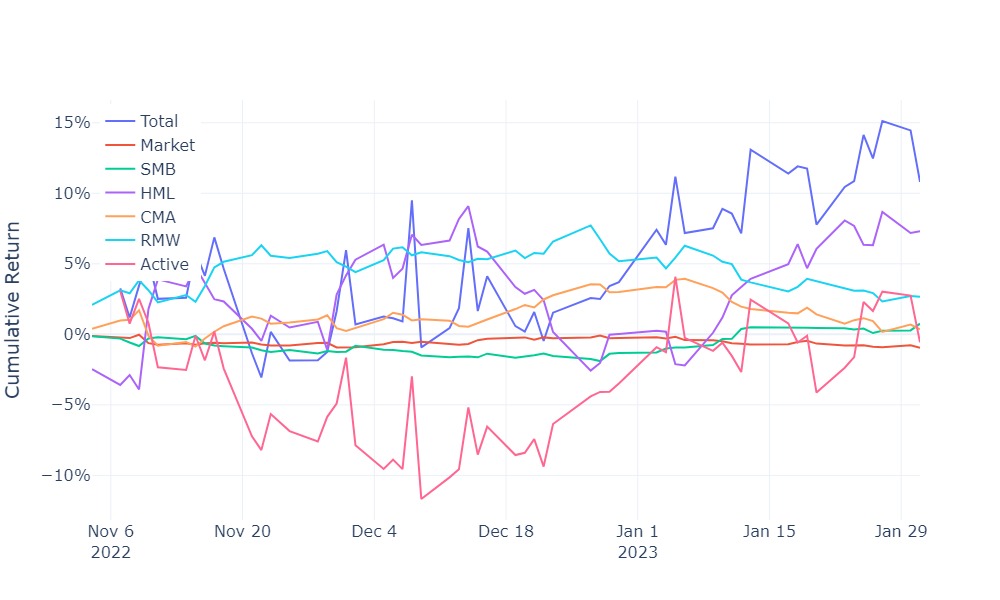 Cumulative Return
15%
10%
5%
0%
−5%
−10%
Total
Market
SMB
HML
CMA
RMW
Active
Nov 6
2022
Nov 20
Dec 4
Dec 18
Jan 1
2023
Jan 15
Jan 29